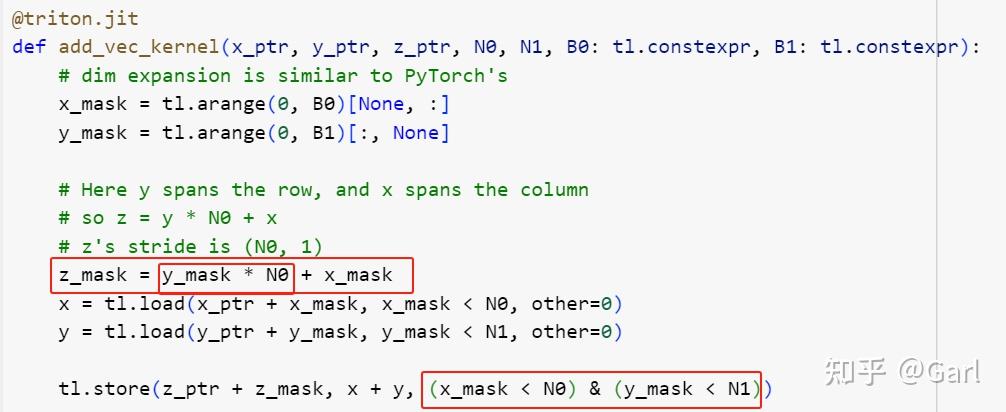 @triton.jit
def add_vec_kernel(x_ptr, y_ptr, z_ptr, N0, N1, B0: tl.constexpr, B1: tl.constexpr):
    # dim expansion is similar to PyTorch's
    x_mask = tl.arange(0, B0)[None, :]
    y_mask = tl.arange(0, B1)[:, None]

    # Here y spans the row, and x spans the column
    # so z = y * N0 + x
    # z's stride is (N0, 1)
    z_mask = y_mask * N0 + x_mask
    x = tl.load(x_ptr + x_mask, x_mask < N0, other=0)
    y = tl.load(y_ptr + y_mask, y_mask < N1, other=0)

    tl.store(z_ptr + z_mask, x + y, (x_mask < N0) & (y_mask < N1))
知乎 @Garl